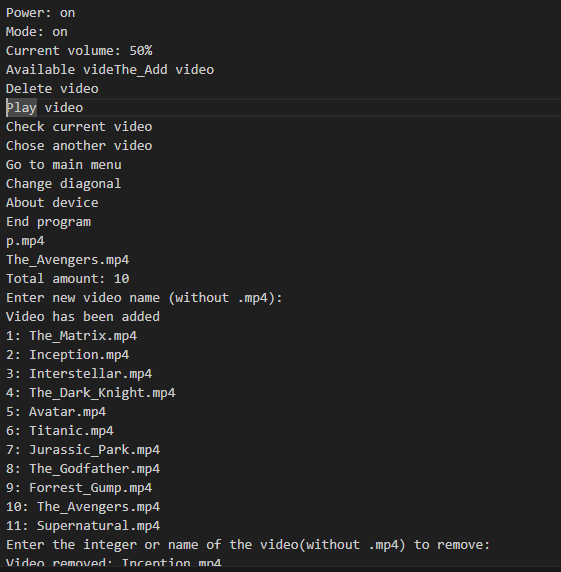 Power: on
Mode: on
Current volume: 50%
Available videThe_Add video
Delete video
Play video
Check current video
Chose another video
Go to main menu
Change diagonal
About device
End program
p.mp4
The_Avengers.mp4
Total amount: 10
Enter new video name (without .mp4):
Video has been added
1: The_Matrix.mp4
2: Inception.mp4
3: Interstellar.mp4
4: The_Dark_Knight.mp4
5: Avatar.mp4
6: Titanic.mp4
7: Jurassic_Park.mp4
8: The_Godfather.mp4
9: Forrest_Gump.mp4
10: The_Avengers.mp4
11: Supernatural.mp4
Enter the integer or name of the video(without .mp4) to remove:
Video removed: Inception.mp4